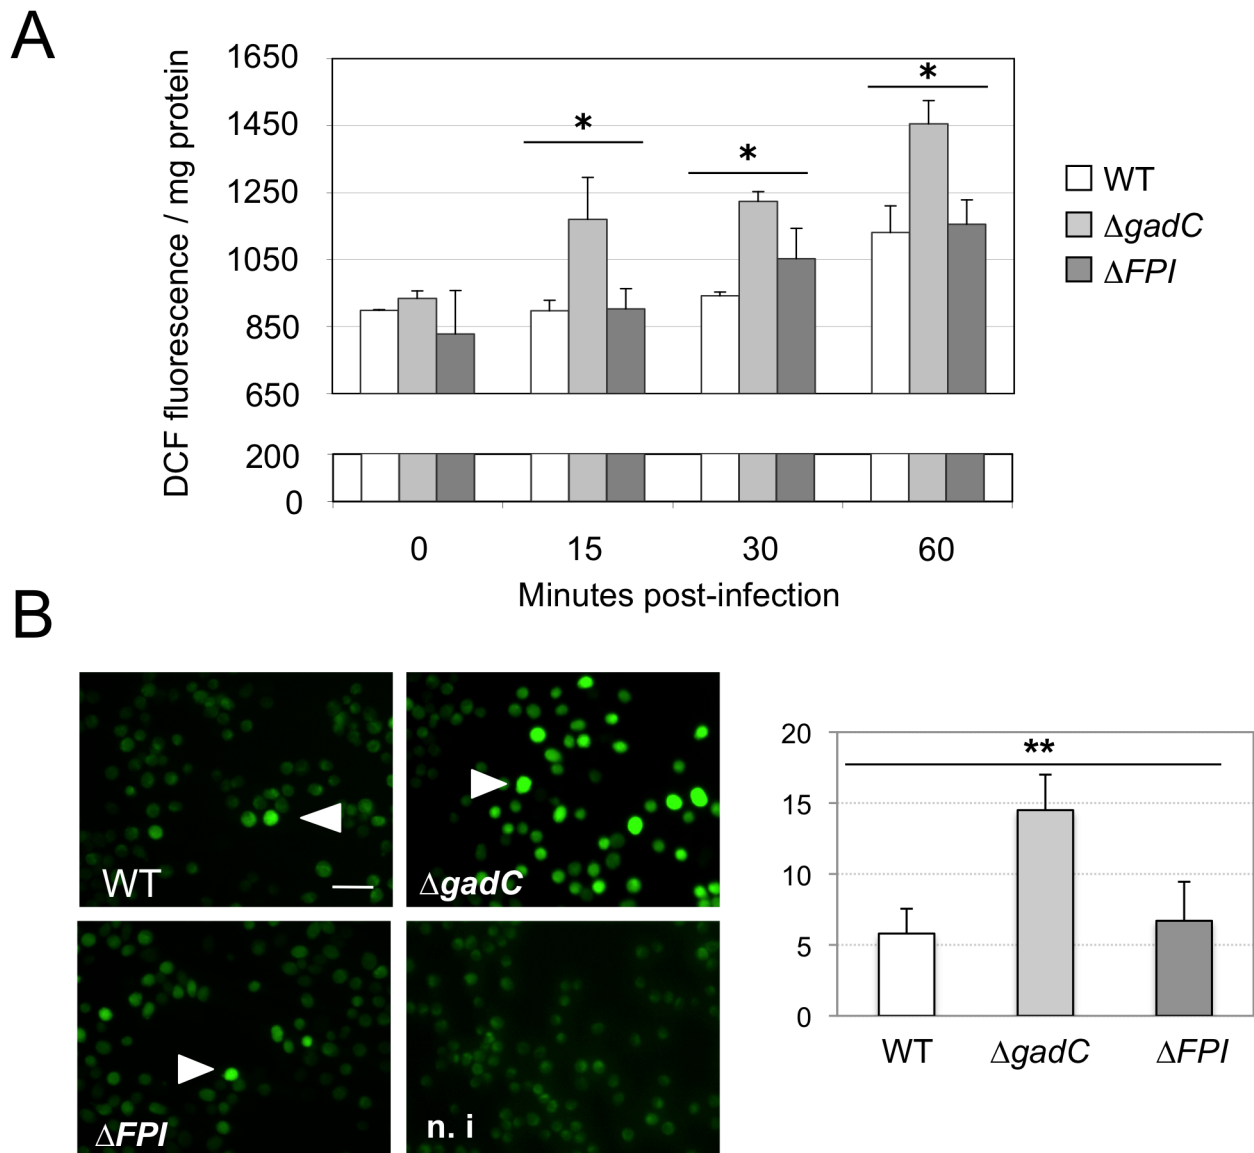 A
DCF fluorescence / mg protein
1650
1450
1250
1050
850
650
200
0
*
*
*
WT
ΔgadC
ΔFPI
0 15 30 60
Minutes post-infection
B
WT
ΔgadC
ΔFPI
n. i
20
15
10
5
0
**
WT ΔgadC ΔFPI